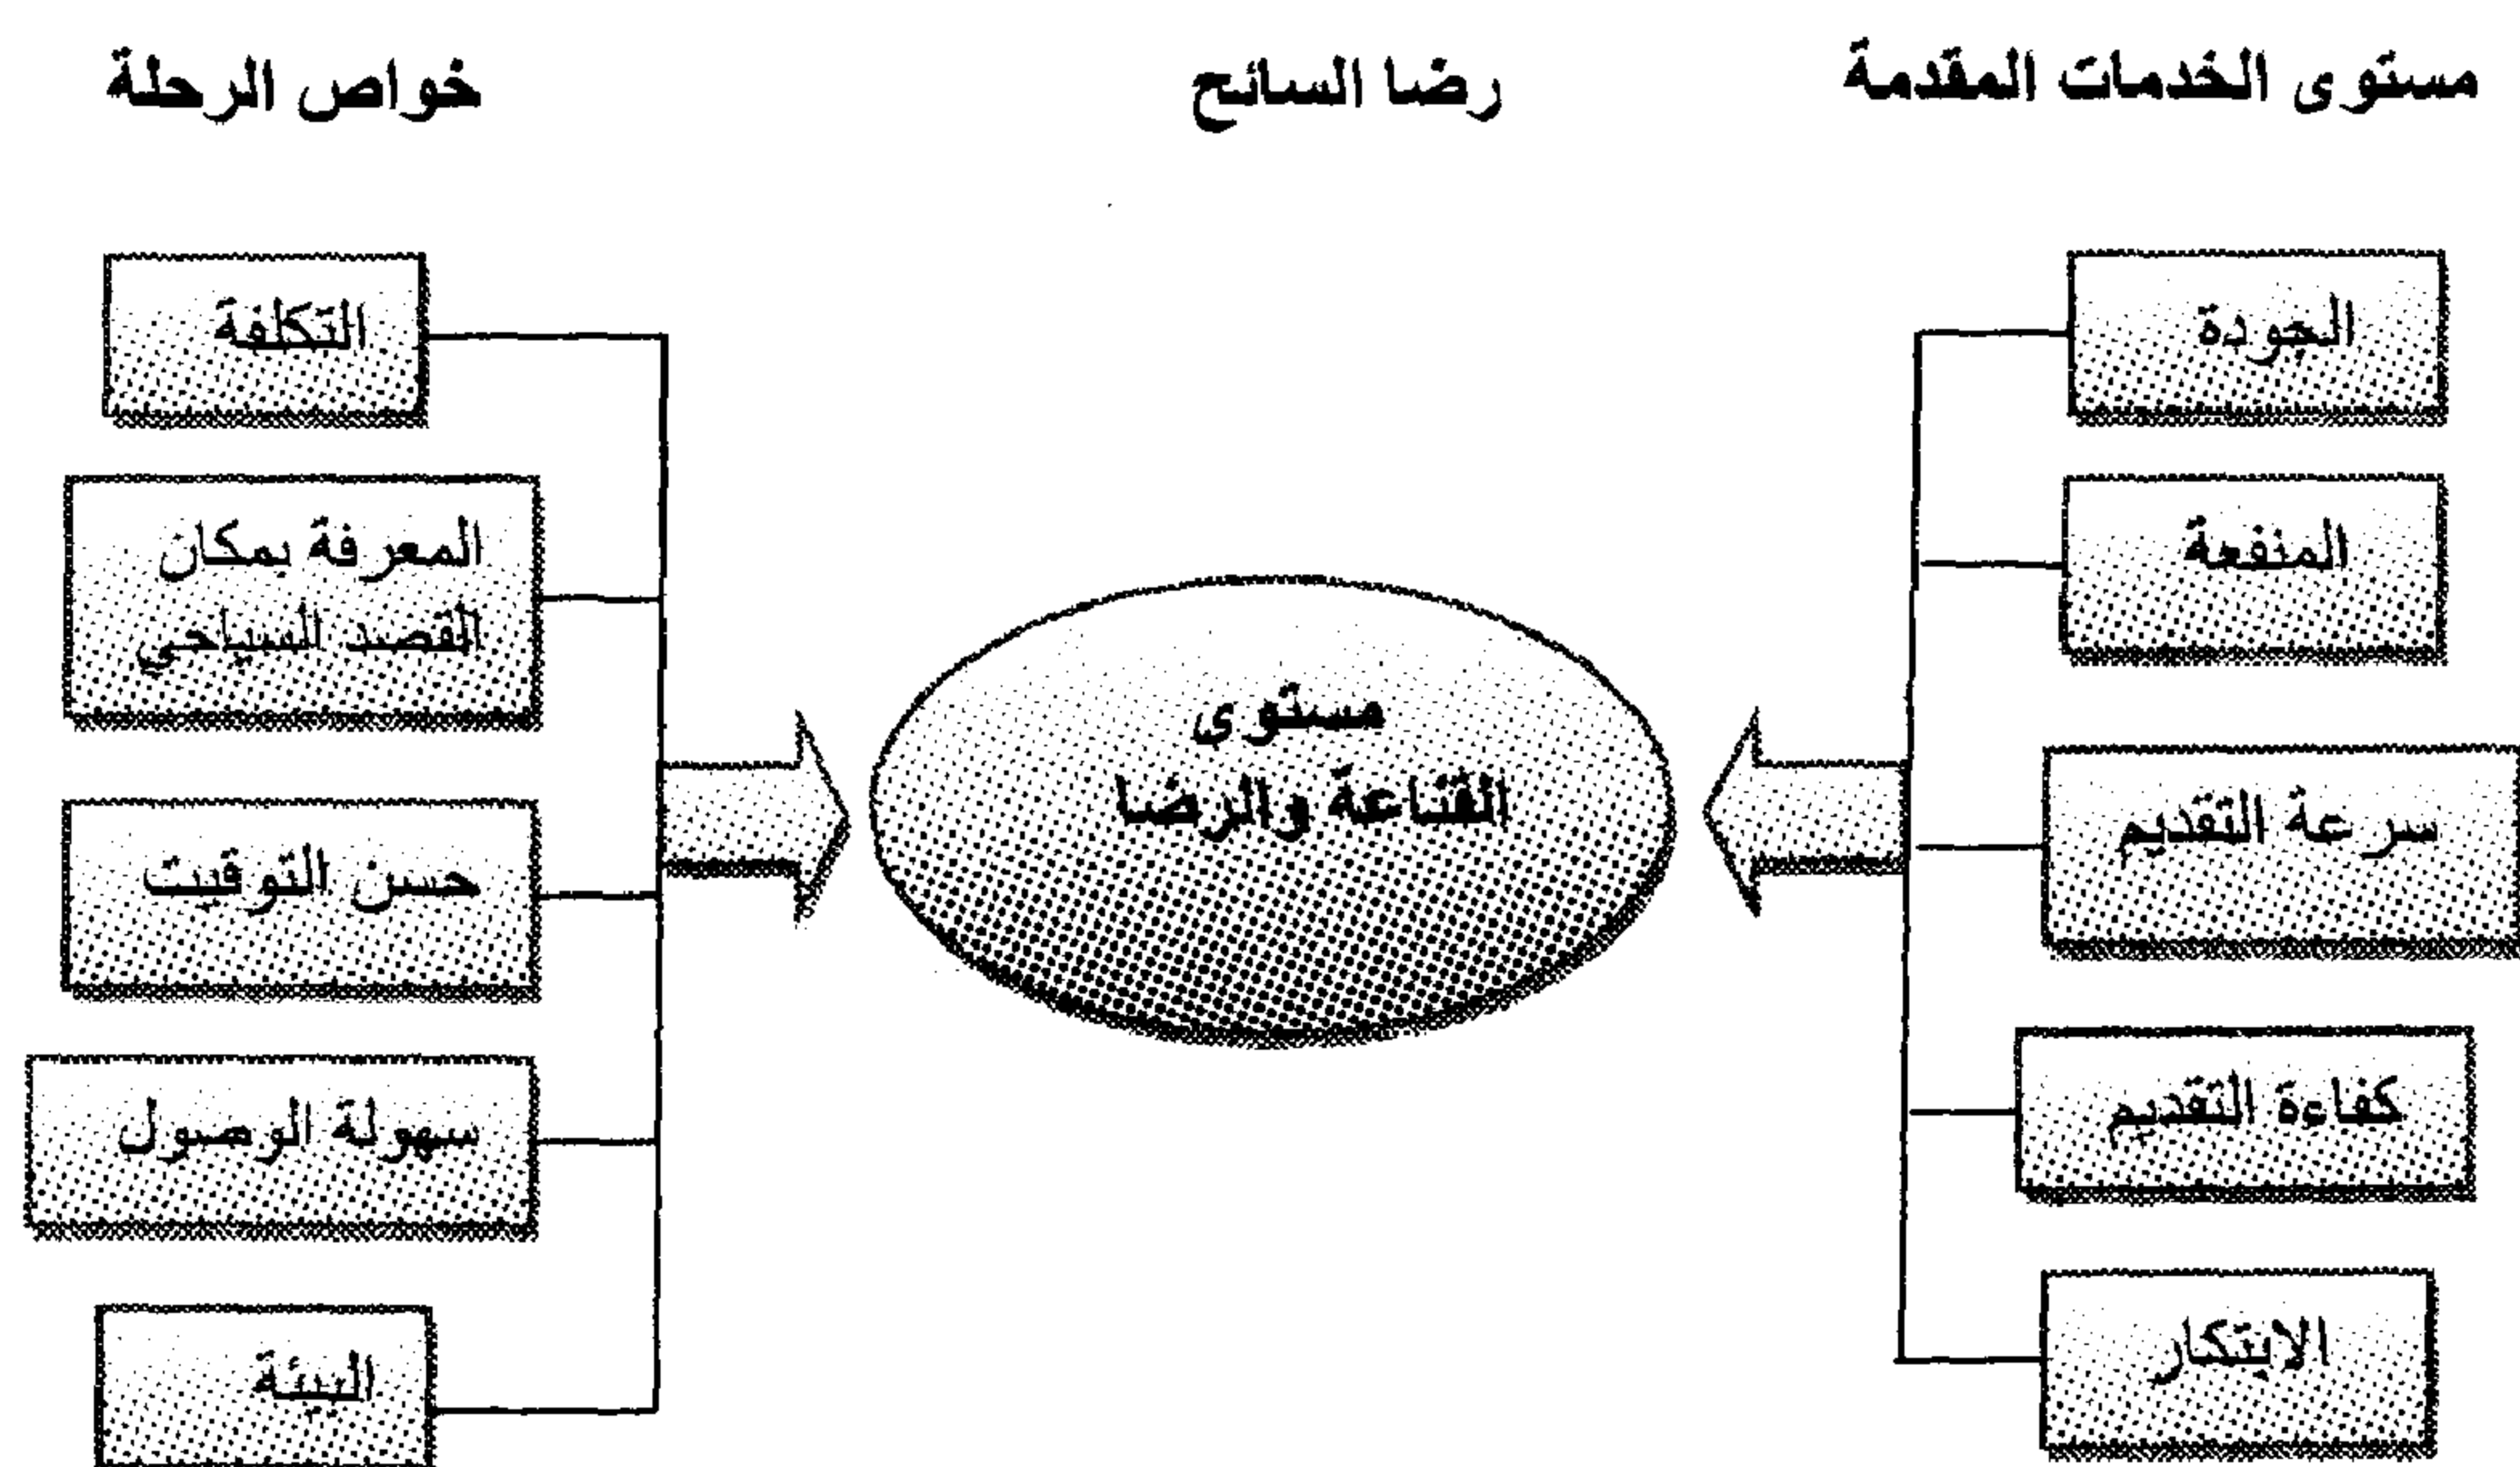 مستوى الخدمات المقدمة
رضا السائح
خواص الرحلة
الجودة
المنفعة
سرعة التقديم
كفاءة التقديم
الابتكار
مستوى
القناعة والرضا
التكلفة
المعرفة بمكان
القصد السياحي
حسن التوقيت
سهولة الوصول
البيئة